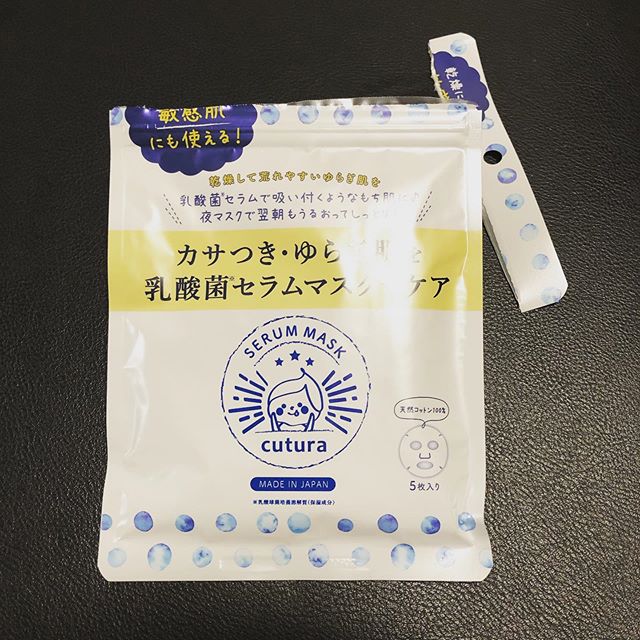 敏感肌
にも使える!
乾燥に
乾燥して荒れやすいゆらぎ肌を
乳酸菌※セラムで吸い付くようなもち肌に♪
夜マスクで翌朝もうるおってしっとり
カサつき・ゆらぎ肌を
乳酸菌※セラムマスク ケア
SERUM MASK
cutura
天然コットン100%
MADE IN JAPAN
5枚入り
※乳酸球菌培養溶解質(保湿成分)